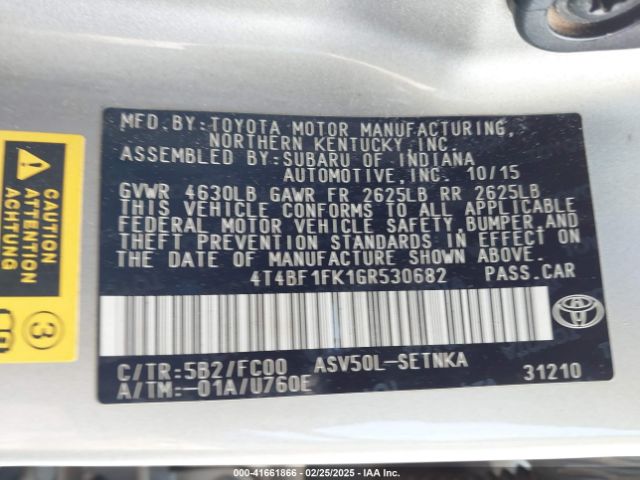 MFD.BY:TOYOTA MOTOR MANUFACTURING,
NORTHERN KENTUCKY,INC.
ASSEMBLED BY:SUBARU OF INDIANA
AUTOMOTIVE,INC. 10/15
GVWR 4630LB GAWR FR 2625LB RR 2625LB
THIS VEHICLE CONFORMS TO ALL APPLICABLE
FEDERAL MOTOR VEHICLE SAFETY,BUMPER,AND
THEFT PREVENTION STANDARDS IN EFFECT ON
THE DATE OF MANUFACTURE SHOWN ABOVE.
4T4BF1FK1GR530682 PASS.CAR
C/TR:5B2/FC00 ASV50L-SETNKA
A/TM:-01A/U760E 31210
CAUTION
ATTENTION
ACHTUNG
3
00-41661866 02/25/2025 IAAI.COM